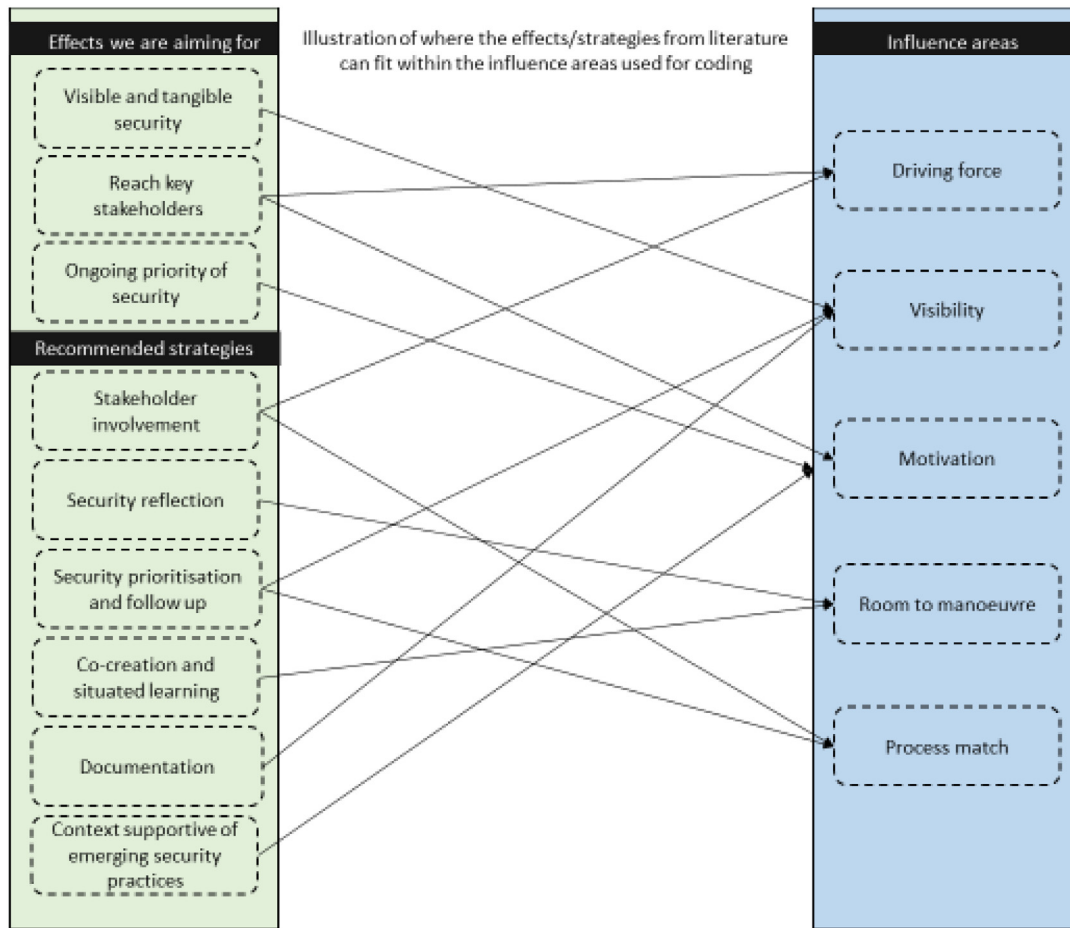 Effects we are aiming for
Visible and tangible
security
Reach key
stakeholders
Ongoing priority of
security
Recommended strategies
Stakeholder
involvement
Security reflection
Security prioritisation
and follow up
Co-creation and
situated learning
Documentation
Context supportive of
emerging security
practices
Illustration of where the effects/strategies from literature
can fit within the influence areas used for coding
Influence areas
Driving force
Visibility
Motivation
Room to manoeuvre
Process match